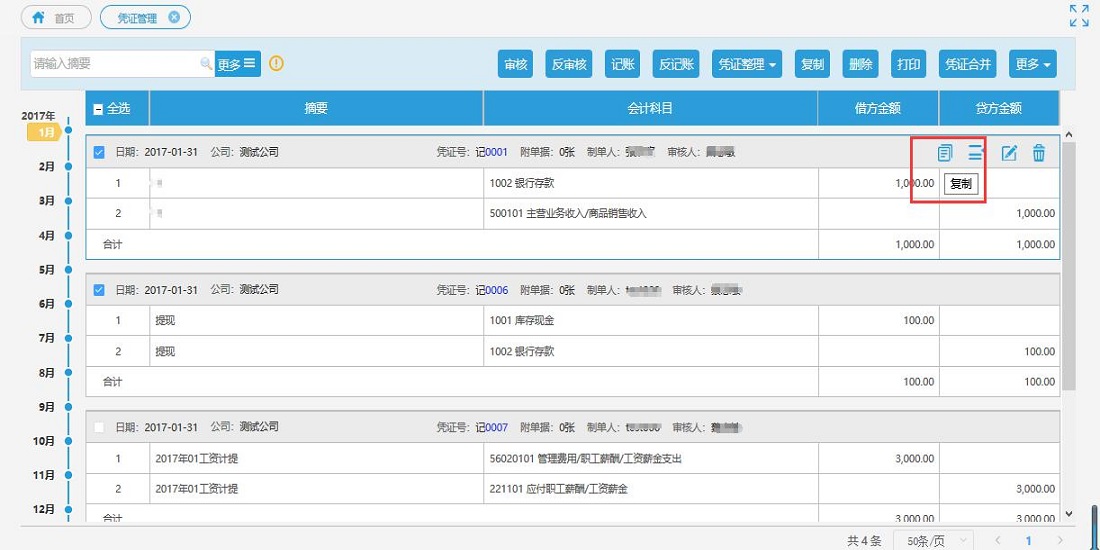 首页 凭证管理
请输入摘要 更多 审核 反审核 记账 反记账 凭证整理 复制 删除 打印 凭证合并 更多
2017年
1月
2月
3月
4月
5月
6月
7月
8月
9月
10月
11月
12月
全选 摘要 会计科目 借方金额 贷方金额
日期: 2017-01-31 公司: 测试公司 凭证号: 记0001 附单据: 0张 制单人: 审核人:
1 1002 银行存款 1,000.00 复制
2 500101 主营业务收入/商品销售收入 1,000.00
合计 1,000.00 1,000.00
日期: 2017-01-31 公司: 测试公司 凭证号: 记0006 附单据: 0张 制单人: 审核人:
1 提现 1001 库存现金 100.00
2 提现 1002 银行存款 100.00
合计 100.00 100.00
日期: 2017-01-31 公司: 测试公司 凭证号: 记0007 附单据: 0张 制单人: 审核人:
1 2017年01工资计提 56020101 管理费用/职工薪酬/工资薪金支出 3,000.00
2 2017年01工资计提 221101 应付职工薪酬/工资薪金 3,000.00
合计 3,000.00 3,000.00
共 4 条 50条/页 1